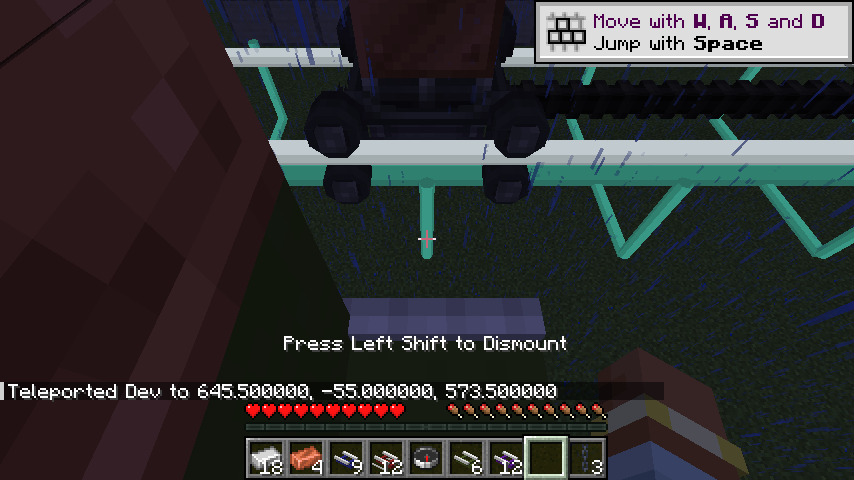 Move with W, A, S and D
Jump with Space
Press Left Shift to Dismount
Teleported Dev to 645.500000, -55.000000, 573.500000
18 4 9 12 6 12 3